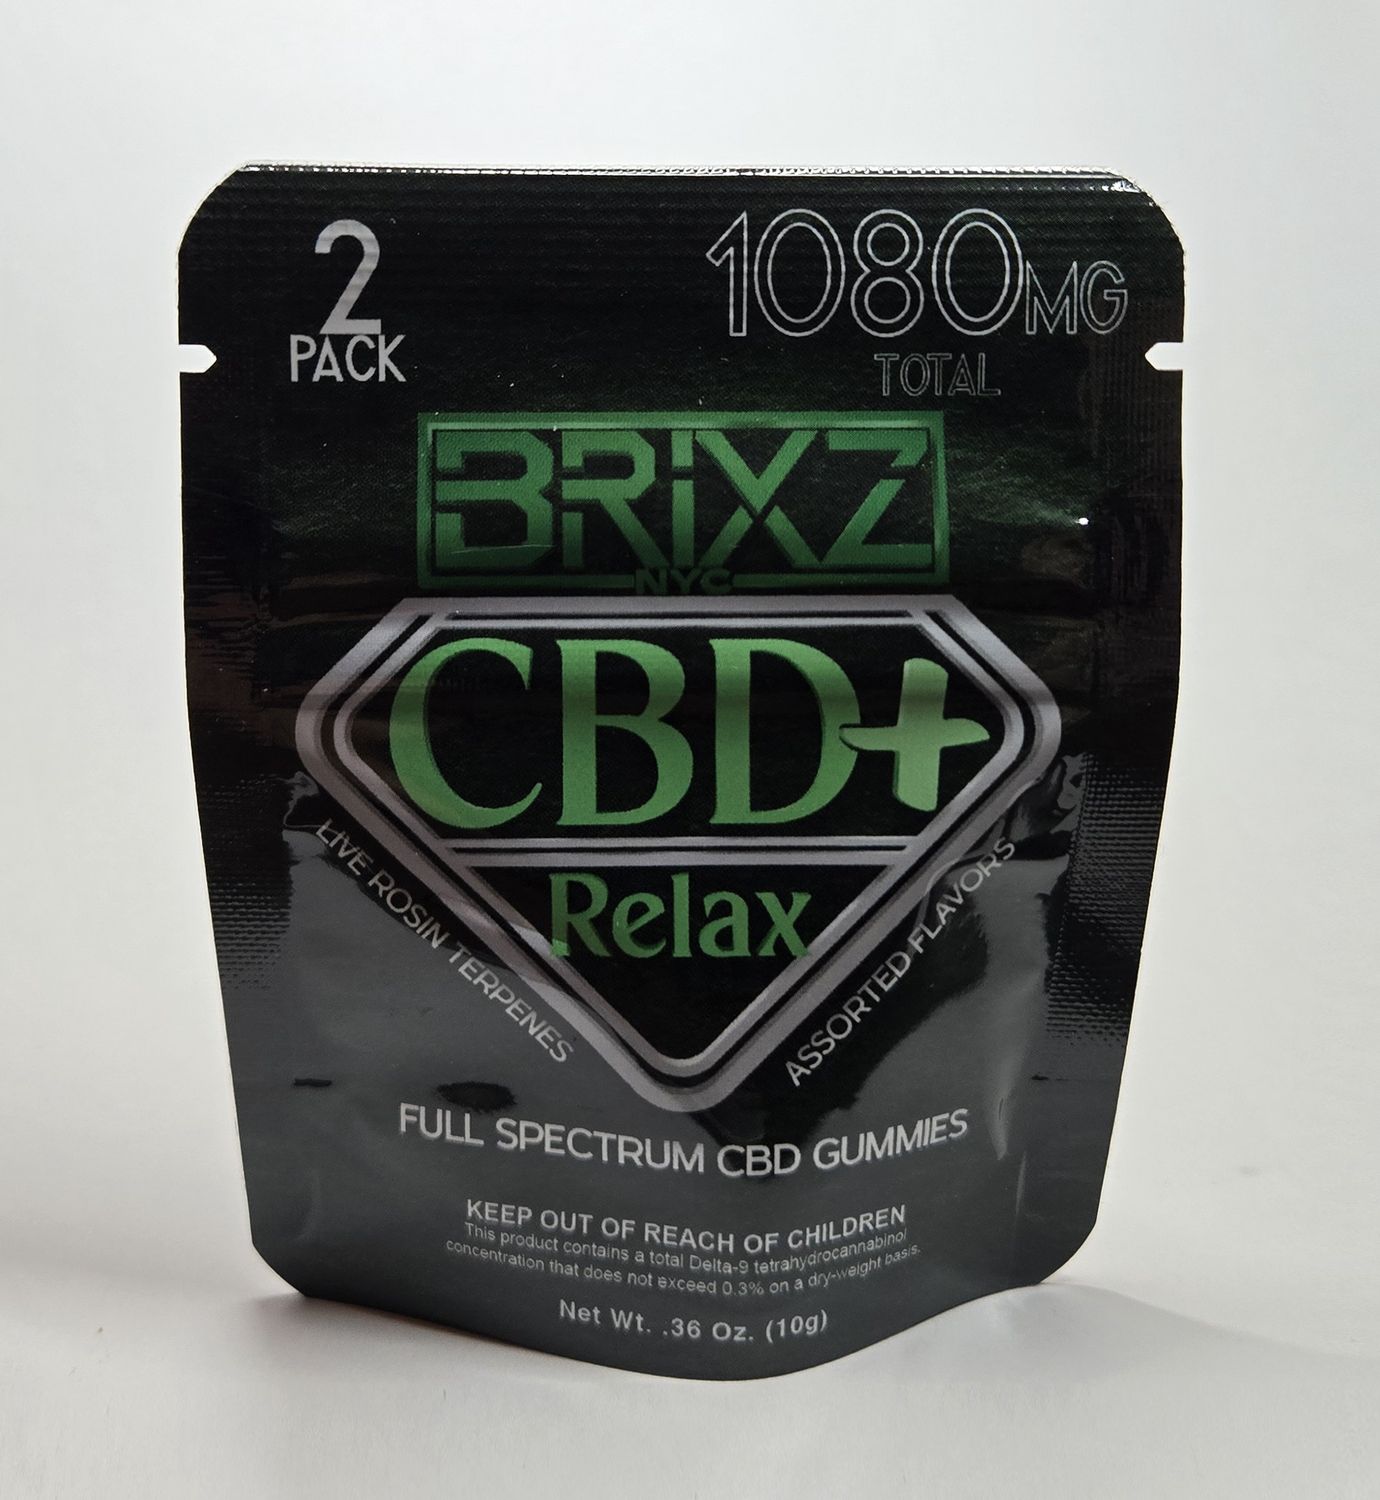 2
PACK
1080MG
TOTAL
BRIXZ
NYC
CBD+
Relax
LIVE ROSIN TERPENES
ASSORTED FLAVORS
FULL SPECTRUM CBD GUMMIES
KEEP OUT OF REACH OF CHILDREN
This product contains a total Delta-9 tetrahydrocannabinol
concentration that does not exceed 0.3% on a dry-weight basis.
Net Wt. .36 Oz. (10g)